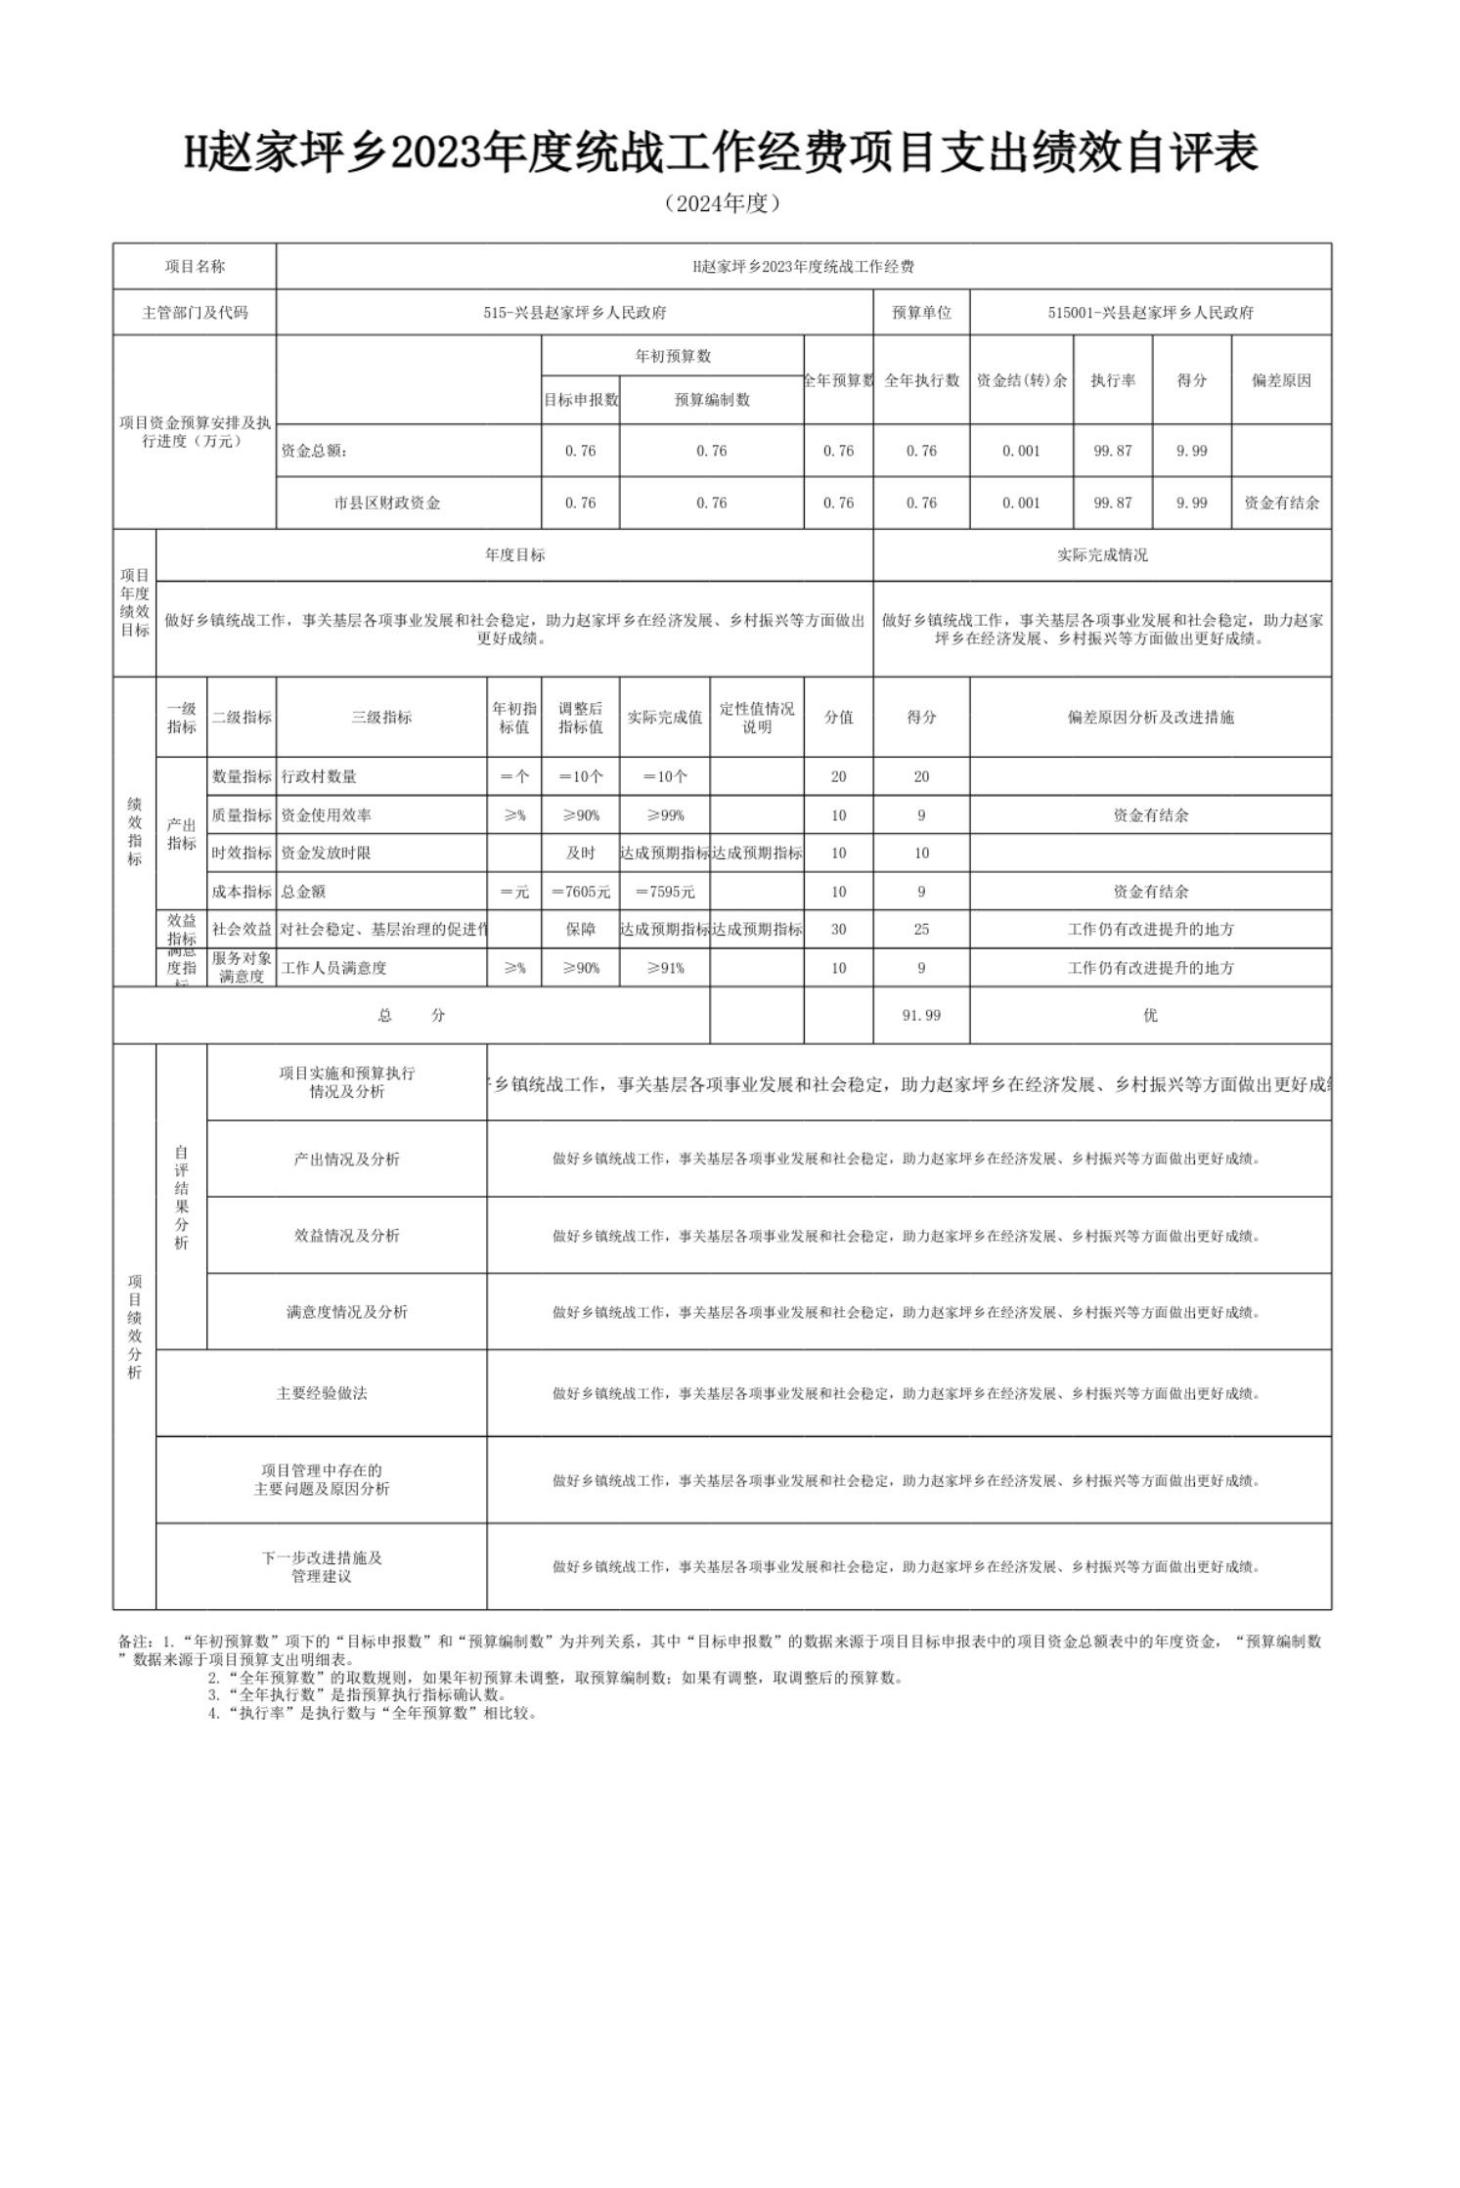 H赵家坪乡2023年度统战工作经费项目支出绩效自评表
（2024年度）
项目名称 H赵家坪乡2023年度统战工作经费
主管部门及代码 515-兴县赵家坪乡人民政府 预算单位 515001-兴县赵家坪乡人民政府
项目资金预算安排及执
行进度（万元）
年初预算数 全年预算数 全年执行数 资金结(转)余 执行率 得分 偏差原因
目标申报数 预算编制数
资金总额： 0.76 0.76 0.76 0.76 0.001 99.87 9.99
市县区财政资金 0.76 0.76 0.76 0.76 0.001 99.87 9.99 资金有结余
项目
年度
绩效
目标
年度目标 实际完成情况
做好乡镇统战工作，事关基层各项事业发展和社会稳定，助力赵家坪乡在经济发展、乡村振兴等方面做出
更好成绩。
做好乡镇统战工作，事关基层各项事业发展和社会稳定，助力赵家
坪乡在经济发展、乡村振兴等方面做出更好成绩。
绩
效
指
标
一级
指标
二级指标 三级指标
年初指
标值
调整后
指标值
实际完成值
定性值情况
说明
分值 得分 偏差原因分析及改进措施
产出
指标
数量指标 行政村数量 ＝个 ＝10个 ＝10个 20 20
质量指标 资金使用效率 ≥% ≥90% ≥99% 10 9 资金有结余
时效指标 资金发放时限 及时 达成预期指标 达成预期指标 10 10
成本指标 总金额 ＝元 ＝7605元 ＝7595元 10 9 资金有结余
效益
指标
社会效益 对社会稳定、基层治理的促进作 保障 达成预期指标 达成预期指标 30 25 工作仍有改进提升的地方
满意
度指
标
服务对象
满意度
工作人员满意度 ≥% ≥90% ≥91% 10 9 工作仍有改进提升的地方
总 分 91.99 优
项
目
绩
效
分
析
自
评
结
果
分
析
项目实施和预算执行
情况及分析
乡镇统战工作，事关基层各项事业发展和社会稳定，助力赵家坪乡在经济发展、乡村振兴等方面做出更好成
产出情况及分析 做好乡镇统战工作，事关基层各项事业发展和社会稳定，助力赵家坪乡在经济发展、乡村振兴等方面做出更好成绩。
效益情况及分析 做好乡镇统战工作，事关基层各项事业发展和社会稳定，助力赵家坪乡在经济发展、乡村振兴等方面做出更好成绩。
满意度情况及分析 做好乡镇统战工作，事关基层各项事业发展和社会稳定，助力赵家坪乡在经济发展、乡村振兴等方面做出更好成绩。
主要经验做法 做好乡镇统战工作，事关基层各项事业发展和社会稳定，助力赵家坪乡在经济发展、乡村振兴等方面做出更好成绩。
项目管理中存在的
主要问题及原因分析
做好乡镇统战工作，事关基层各项事业发展和社会稳定，助力赵家坪乡在经济发展、乡村振兴等方面做出更好成绩。
下一步改进措施及
管理建议
做好乡镇统战工作，事关基层各项事业发展和社会稳定，助力赵家坪乡在经济发展、乡村振兴等方面做出更好成绩。
备注：1.“年初预算数”项下的“目标申报数”和“预算编制数”为并列关系，其中“目标申报数”的数据来源于项目目标申报表中的项目资金总额表中的年度资金，“预算编制数
”数据来源于项目预算支出明细表。
2.“全年预算数”的取数规则，如果年初预算未调整，取预算编制数；如果有调整，取调整后的预算数。
3.“全年执行数”是指预算执行指标确认数。
4.“执行率”是执行数与“全年预算数”相比较。